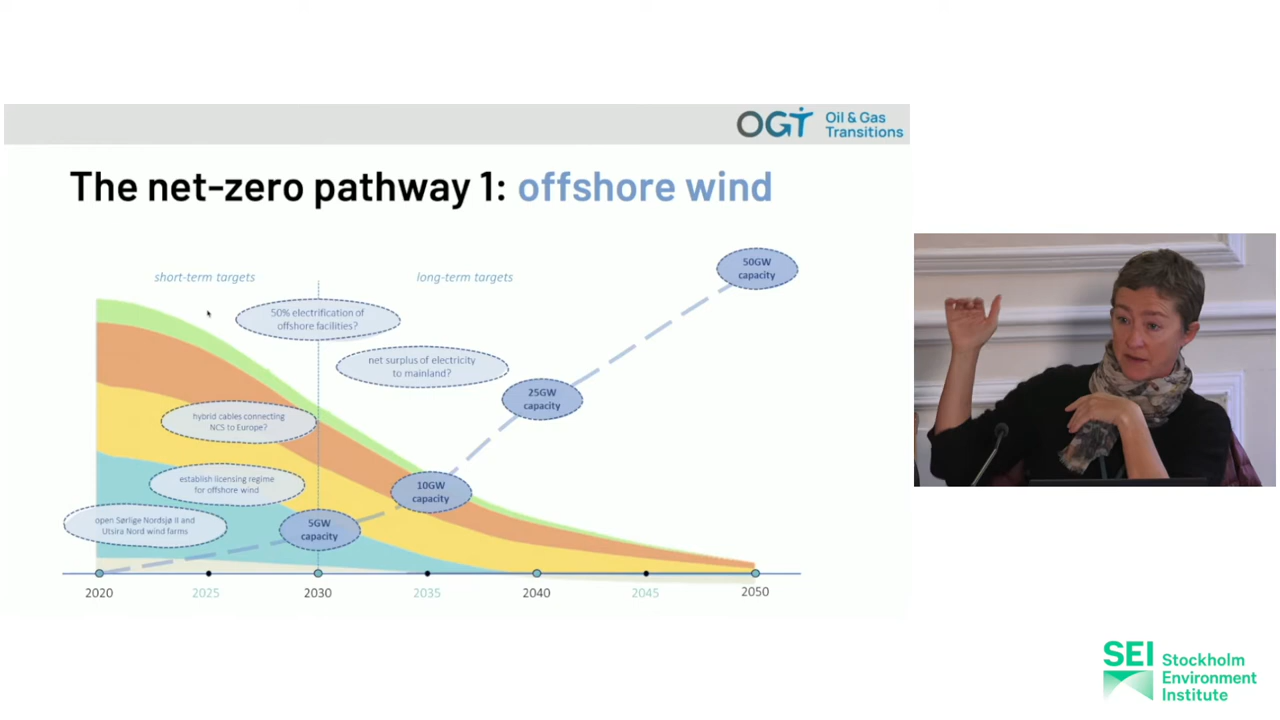 OGT Oil & Gas
Transitions
The net-zero pathway 1: offshore wind
short-term targets
long-term targets
50GW
capacity
50% electrification of
offshore facilities?
net surplus of electricity
to mainland?
25GW
capacity
hybrid cables connecting
NCS to Europe?
establish licensing regime
for offshore wind
10GW
capacity
open Sørlige Nordsjø II and
Utsira Nord wind farms
5GW
capacity
2020 2025 2030 2035 2040 2045 2050
SEI Stockholm
Environment
Institute